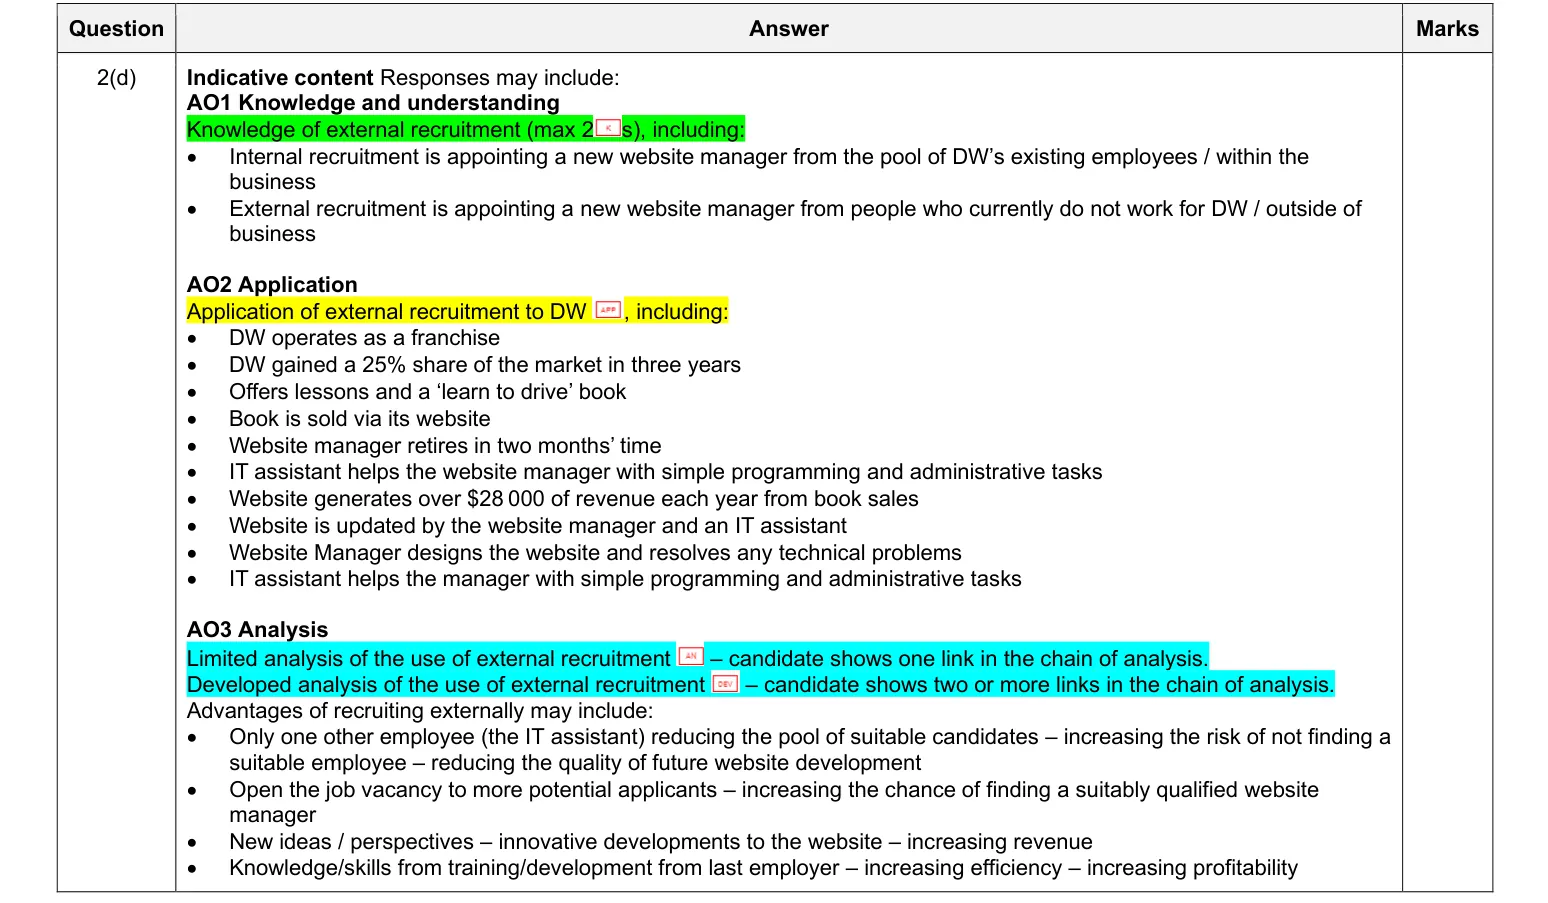 Question Answer Marks
2(d) Indicative content Responses may include:
AO1 Knowledge and understanding
Knowledge of external recruitment (max 2 K s), including:
• Internal recruitment is appointing a new website manager from the pool of DW’s existing employees / within the
business
• External recruitment is appointing a new website manager from people who currently do not work for DW / outside of
business
AO2 Application
Application of external recruitment to DW APP , including:
• DW operates as a franchise
• DW gained a 25% share of the market in three years
• Offers lessons and a ‘learn to drive’ book
• Book is sold via its website
• Website manager retires in two months’ time
• IT assistant helps the website manager with simple programming and administrative tasks
• Website generates over $28 000 of revenue each year from book sales
• Website is updated by the website manager and an IT assistant
• Website Manager designs the website and resolves any technical problems
• IT assistant helps the manager with simple programming and administrative tasks
AO3 Analysis
Limited analysis of the use of external recruitment AN – candidate shows one link in the chain of analysis.
Developed analysis of the use of external recruitment DEV – candidate shows two or more links in the chain of analysis.
Advantages of recruiting externally may include:
• Only one other employee (the IT assistant) reducing the pool of suitable candidates – increasing the risk of not finding a
suitable employee – reducing the quality of future website development
• Open the job vacancy to more potential applicants – increasing the chance of finding a suitably qualified website
manager
• New ideas / perspectives – innovative developments to the website – increasing revenue
• Knowledge/skills from training/development from last employer – increasing efficiency – increasing profitability